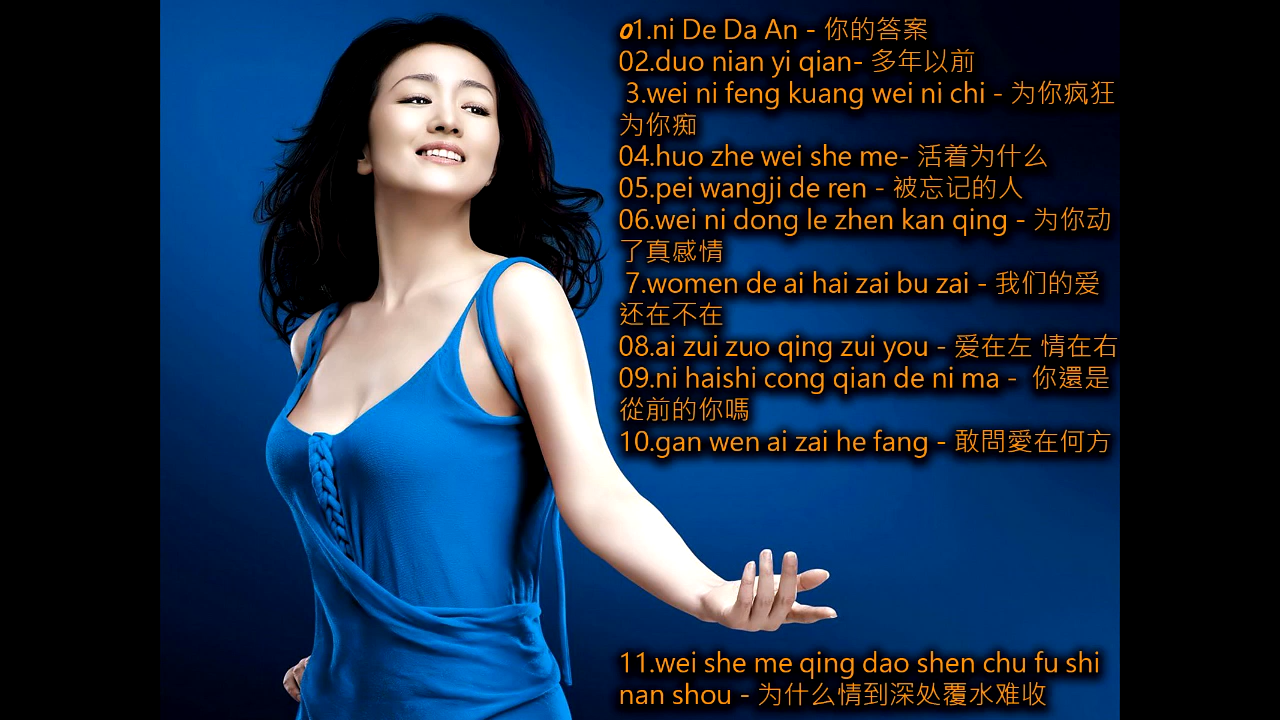 01.ni De Da An - 你的答案
02.duo nian yi qian- 多年以前
3.wei ni feng kuang wei ni chi - 为你疯狂
为你痴
04.huo zhe wei she me- 活着为什么
05.pei wangji de ren - 被忘记的人
06.wei ni dong le zhen kan qing - 为你动
了真感情
7.women de ai hai zai bu zai - 我们的爱
还在不在
08.ai zui zuo qing zui you - 爱在左 情在右
09.ni haishi cong qian de ni ma - 你還是
從前的你嗎
10.gan wen ai zai he fang - 敢問愛在何方
11.wei she me qing dao shen chu fu shi
nan shou - 为什么情到深处覆水难收